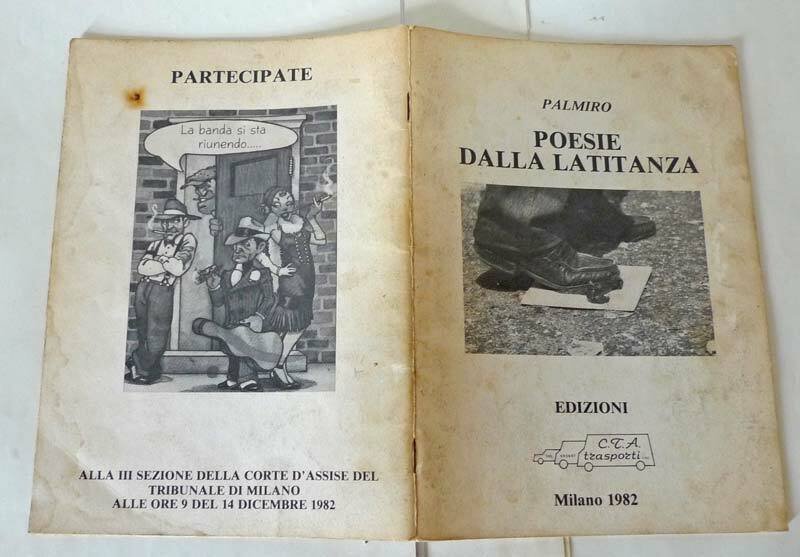 PARTECIPATE
La banda si sta
riunendo.....
ALLA III SEZIONE DELLA CORTE D'ASSISE DEL
TRIBUNALE DI MILANO
ALLE ORE 9 DEL 14 DICEMBRE 1982
PALMIRO
POESIE
DALLA LATITANZA
EDIZIONI
C.T.A.
trasporti
Milano 1982